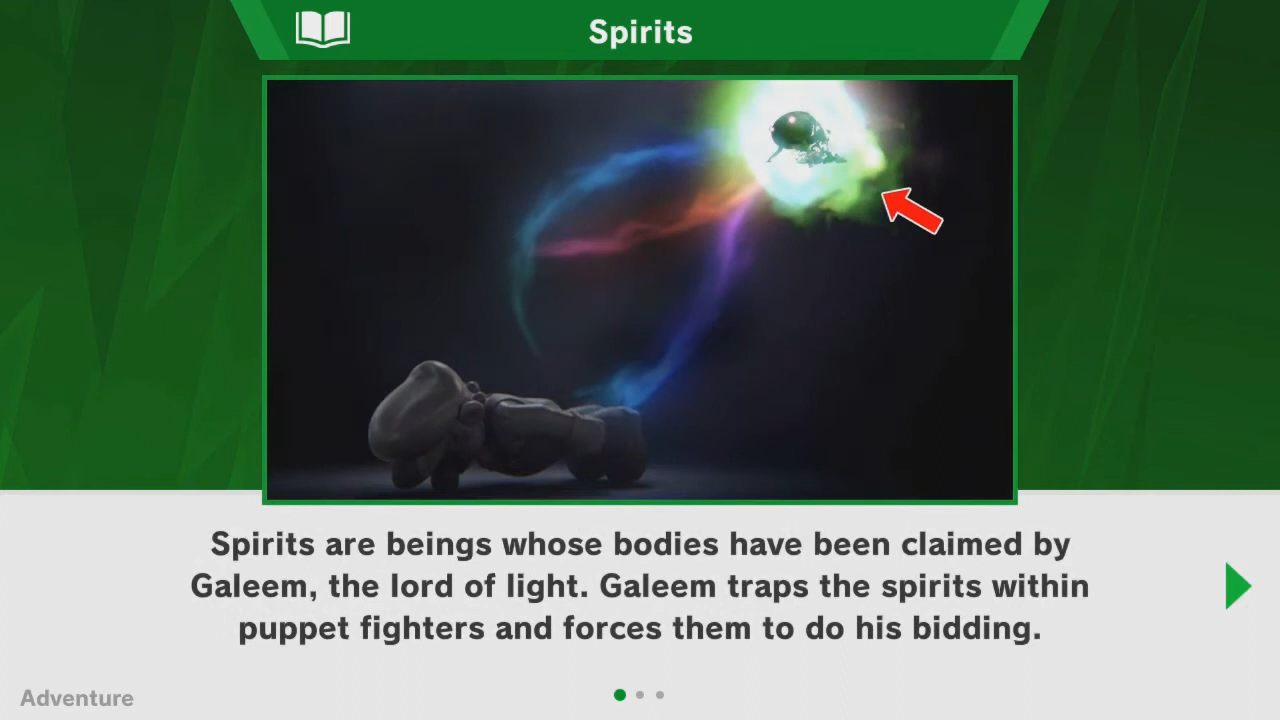 Spirits
Spirits are beings whose bodies have been claimed by
Galeem, the lord of light. Galeem traps the spirits within
puppet fighters and forces them to do his bidding.
Adventure